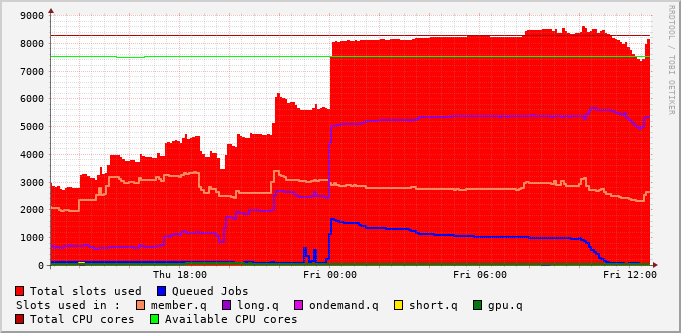 9000
8000
7000
6000
5000
4000
3000
2000
1000
0
Thu 18:00 Fri 00:00 Fri 06:00 Fri 12:00
Total slots used Queued Jobs
Slots used in : member.q long.q ondemand.q short.q gpu.q
Total CPU cores Available CPU cores
RRDTOOL / TOBI OETIKER